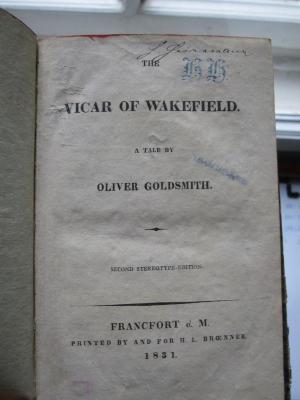 THE
VICAR OF WAKEFIELD.
A TALE BY
OLIVER GOLDSMITH.
SECOND STEREOTYPE-EDITION.
FRANCFORT o. M.
PRINTED BY AND FOR H. L. BRŒNNER.
1831.